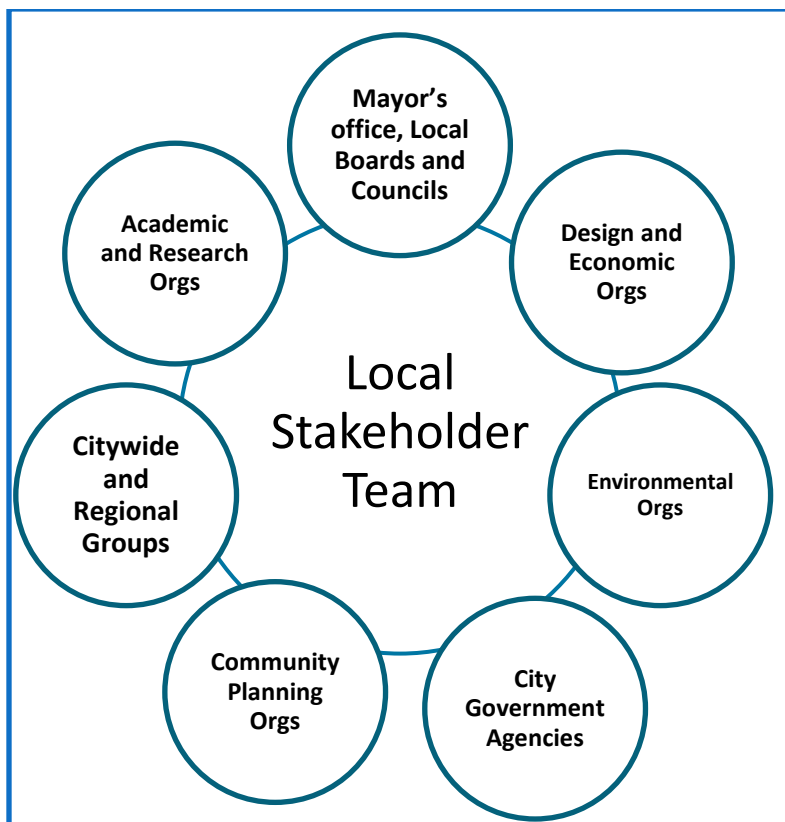 Mayor’s
office, Local
Boards and
Councils
Design and
Economic
Orgs
Environmental
Orgs
City
Government
Agencies
Community
Planning
Orgs
Citywide
and
Regional
Groups
Academic
and Research
Orgs
Local
Stakeholder
Team